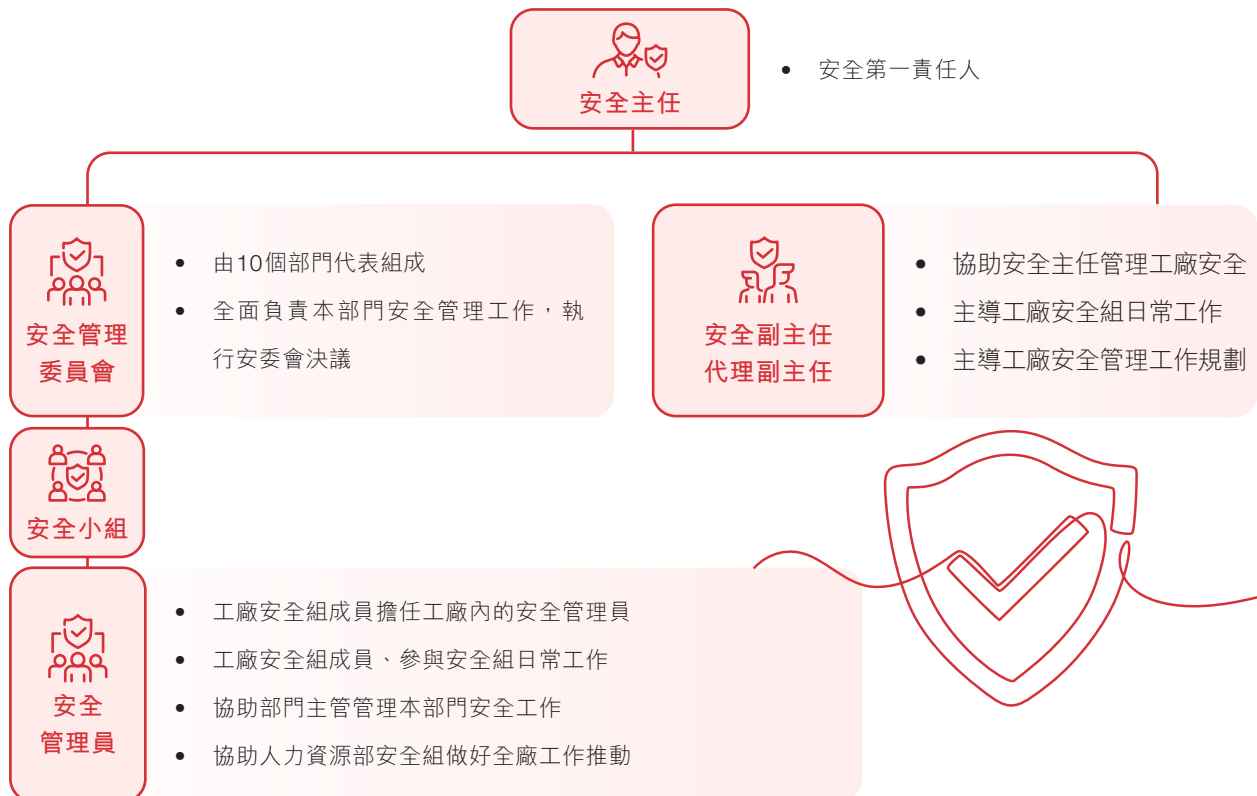 安全主任
• 安全第一責任人
安全管理
委員會
• 由10個部門代表組成
• 全面負責本部門安全管理工作，執
行安委會決議
安全副主任
代理副主任
• 協助安全主任管理工廠安全
• 主導工廠安全組日常工作
• 主導工廠安全管理工作規劃
安全小組
安全
管理員
• 工廠安全組成員擔任工廠內的安全管理員
• 工廠安全組成員、參與安全組日常工作
• 協助部門主管管理本部門安全工作
• 協助人力資源部安全組做好全廠工作推動